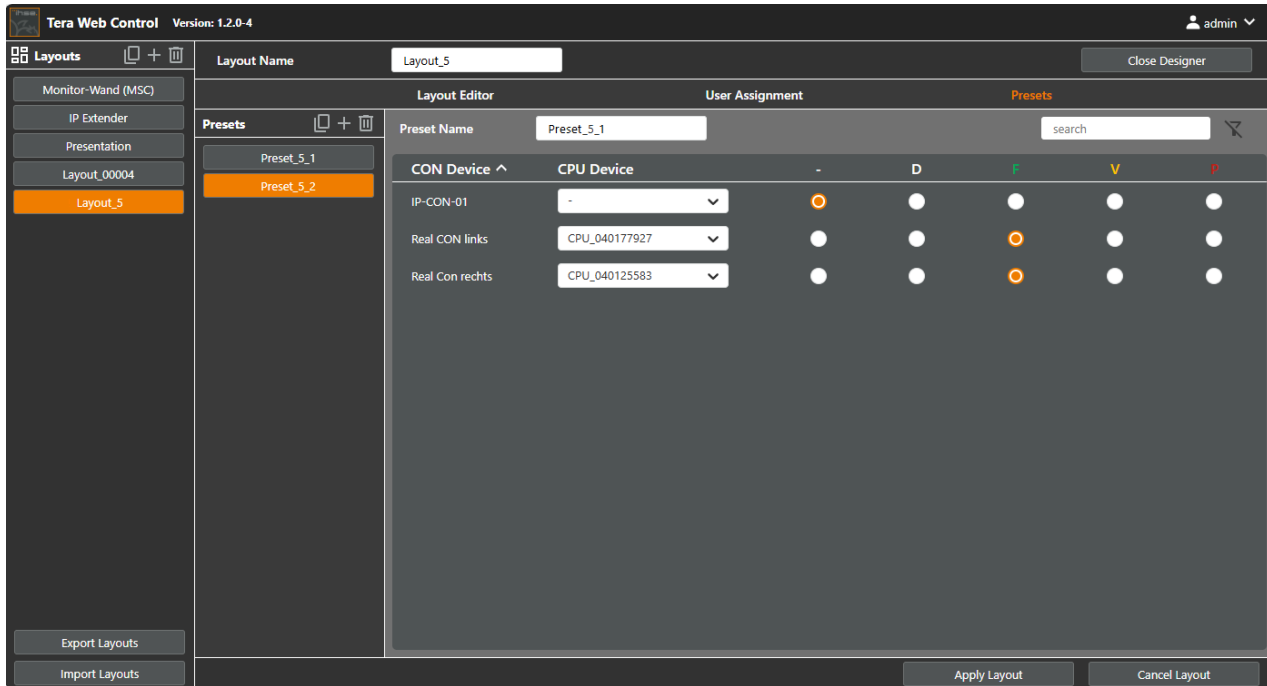 Tera Web Control Version: 1.2.0-4 admin
Layouts Layout Name Layout_5 Close Designer
Monitor-Wand (MSC)
IP Extender
Presentation
Layout_00004
Layout_5
Layout Editor User Assignment Presets
Presets
Preset_5_1
Preset_5_2
Preset Name Preset_5_1 search
CON Device CPU Device - D F V P
IP-CON-01 -
Real CON links CPU_040177927
Real Con rechts CPU_040125583
Export Layouts
Import Layouts
Apply Layout Cancel Layout